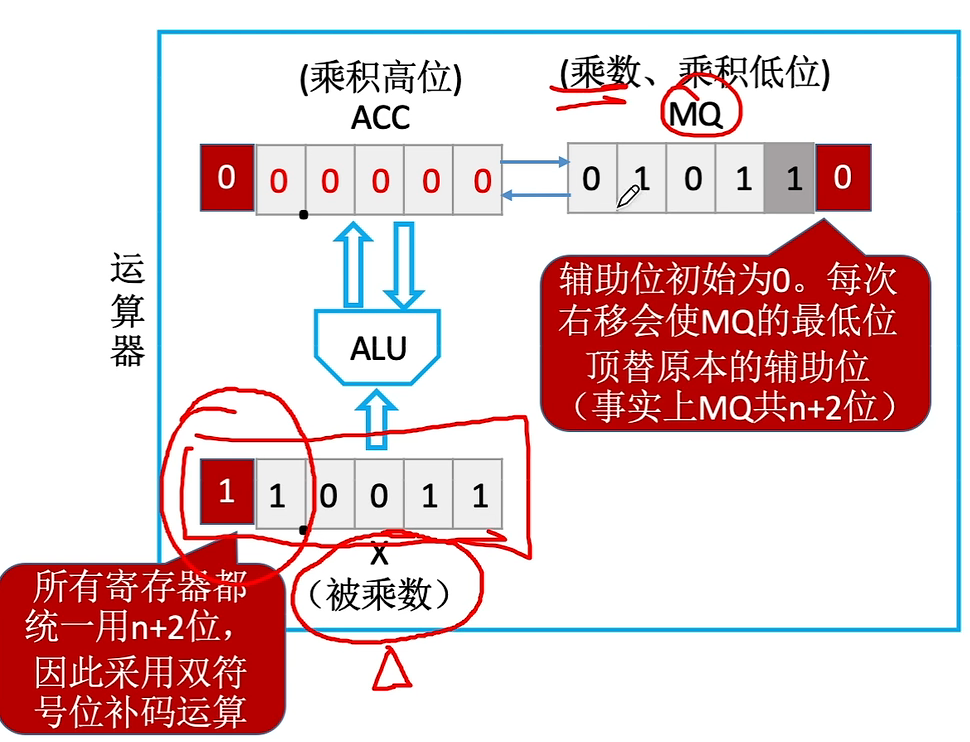 (乘积高位)
ACC
(乘数、乘积低位)
MQ
0 0 0 0 0 0
0 1 0 1 1 0
运算器
ALU
辅助位初始为0。每次
右移会使MQ的最低位
顶替原本的辅助位
（事实上MQ共n+2位）
1 1 0 0 1 1
X
（被乘数）
所有寄存器都
统一用n+2位，
因此采用双符
号位补码运算